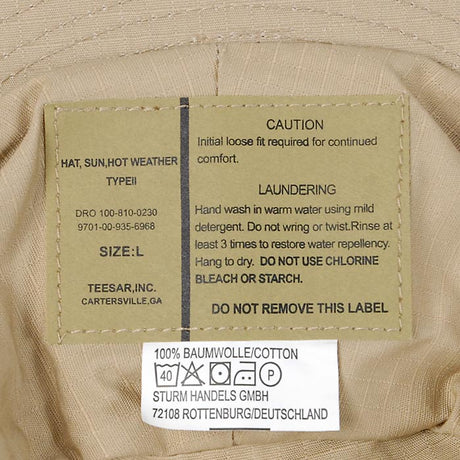 HAT, SUN,HOT WEATHER
TYPEII
DRO 100-810-0230
9701-00-935-6968
SIZE:L
TEESAR,INC.
CARTERSVILLE,GA
CAUTION
Initial loose fit required for continued
comfort.
LAUNDERING
Hand wash in warm water using mild
detergent. Do not wring or twist.Rinse at
least 3 times to restore water repellency.
Hang to dry. DO NOT USE CHLORINE
BLEACH OR STARCH.
DO NOT REMOVE THIS LABEL
100% BAUMWOLLE/COTTON
40 P
STURM HANDELS GMBH
72108 ROTTENBURG/DEUTSCHLAND